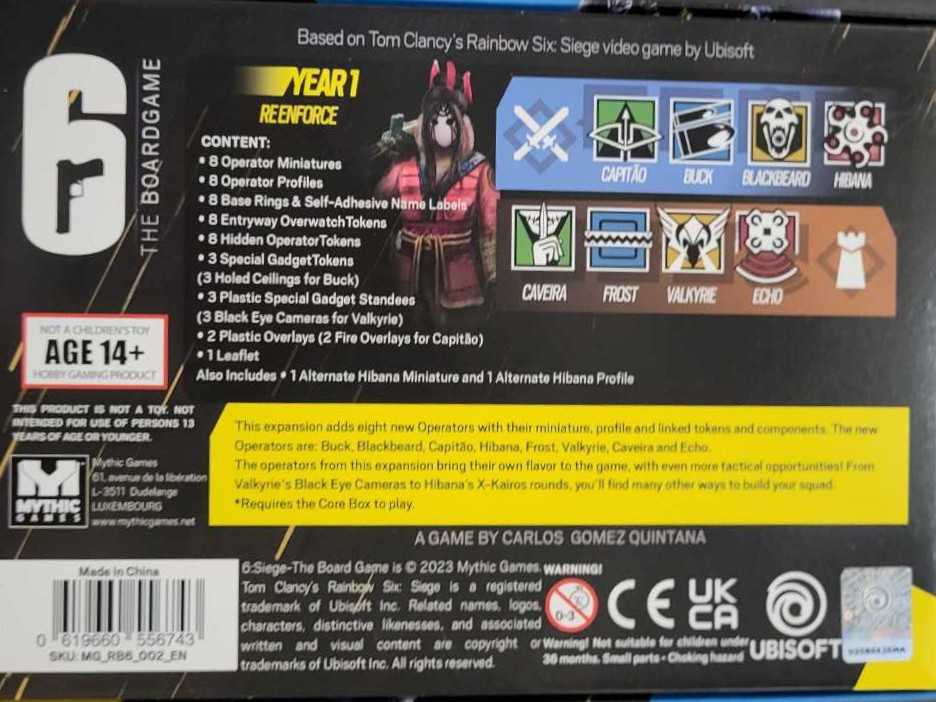 Based on Tom Clancy's Rainbow Six: Siege video game by Ubisoft
6
THE BOARDGAME
YEAR 1
REENFORCE
CONTENT:
• 8 Operator Miniatures
• 8 Operator Profiles
• 8 Base Rings & Self-Adhesive Name Labels
• 8 Entryway Overwatch Tokens
• 8 Hidden Operator Tokens
• 3 Special Gadget Tokens
(3 Holed Ceilings for Buck)
• 3 Plastic Special Gadget Standees
(3 Black Eye Cameras for Valkyrie)
• 2 Plastic Overlays (2 Fire Overlays for Capitão)
• 1 Leaflet
Also Includes • 1 Alternate Hibana Miniature and 1 Alternate Hibana Profile
CAPITÃO BUCK BLACKBEARD HIBANA
CAVEIRA FROST VALKYRIE ECHO
NOT A CHILDREN'S TOY
AGE 14+
HOBBY GAMING PRODUCT
THIS PRODUCT IS NOT A TOY. NOT
INTENDED FOR USE OF PERSONS 13
YEARS OF AGE OR YOUNGER.
MYTHIC
GAMES
Mythic Games
61, avenue de la libération
L-3511 Dudelange
LUXEMBOURG
www.mythicgames.net
This expansion adds eight new Operators with their miniature, profile and linked tokens and components. The new
Operators are: Buck, Blackbeard, Capitão, Hibana, Frost, Valkyrie, Caveira and Echo.
The operators from this expansion bring their own flavor to the game, with even more tactical opportunities! From
Valkyrie's Black Eye Cameras to Hibana's X-Kairos rounds, you'll find many other ways to build your squad.
*Requires the Core Box to play.
A GAME BY CARLOS GOMEZ QUINTANA
Made in China
0 619660 556743
SKU: MG_RB6_002_EN
6:Siege-The Board Game is © 2023 Mythic Games.
Tom Clancy's Rainbow Six: Siege is a registered
trademark of Ubisoft Inc. Related names, logos,
characters, distinctive likenesses, and associated
written and visual content are copyright or
trademarks of Ubisoft Inc. All rights reserved.
WARNING!
0-3
CE
UK
CA
Warning! Not suitable for children under
36 months. Small parts - Choking hazard
UBISOFT